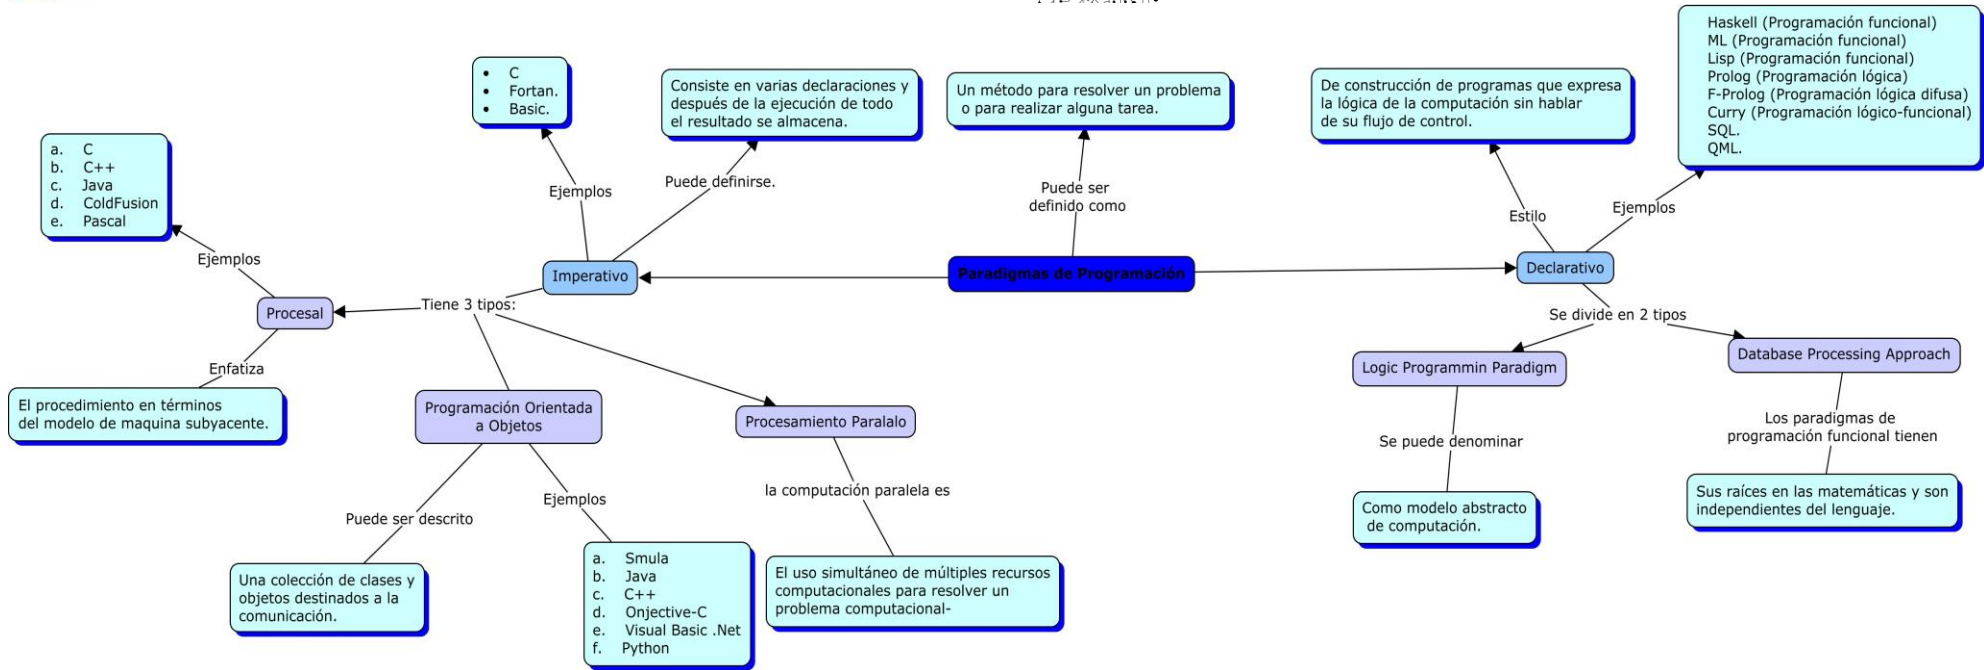 Paradigmas de Programación
Puede ser
definido como
Un método para resolver un problema
o para realizar alguna tarea.
Imperativo
Ejemplos
• C
• Fortan.
• Basic.
Puede definirse.
Consiste en varias declaraciones y
después de la ejecución de todo
el resultado se almacena.
Tiene 3 tipos:
Procesal
Ejemplos
a. C
b. C++
c. Java
d. ColdFusion
e. Pascal
Enfatiza
El procedimiento en términos
del modelo de maquina subyacente.
Programación Orientada
a Objetos
Puede ser descrito
Una colección de clases y
objetos destinados a la
comunicación.
Ejemplos
a. Smula
b. Java
c. C++
d. Onjective-C
e. Visual Basic .Net
f. Python
Procesamiento Paralalo
la computación paralela es
El uso simultáneo de múltiples recursos
computacionales para resolver un
problema computacional-
Declarativo
Estilo
De construcción de programas que expresa
la lógica de la computación sin hablar
de su flujo de control.
Ejemplos
Haskell (Programación funcional)
ML (Programación funcional)
Lisp (Programación funcional)
Prolog (Programación lógica)
F-Prolog (Programación lógica difusa)
Curry (Programación lógico-funcional)
SQL.
QML.
Se divide en 2 tipos
Logic Programmin Paradigm
Se puede denominar
Como modelo abstracto
de computación.
Database Processing Approach
Los paradigmas de
programación funcional tienen
Sus raíces en las matemáticas y son
independientes del lenguaje.